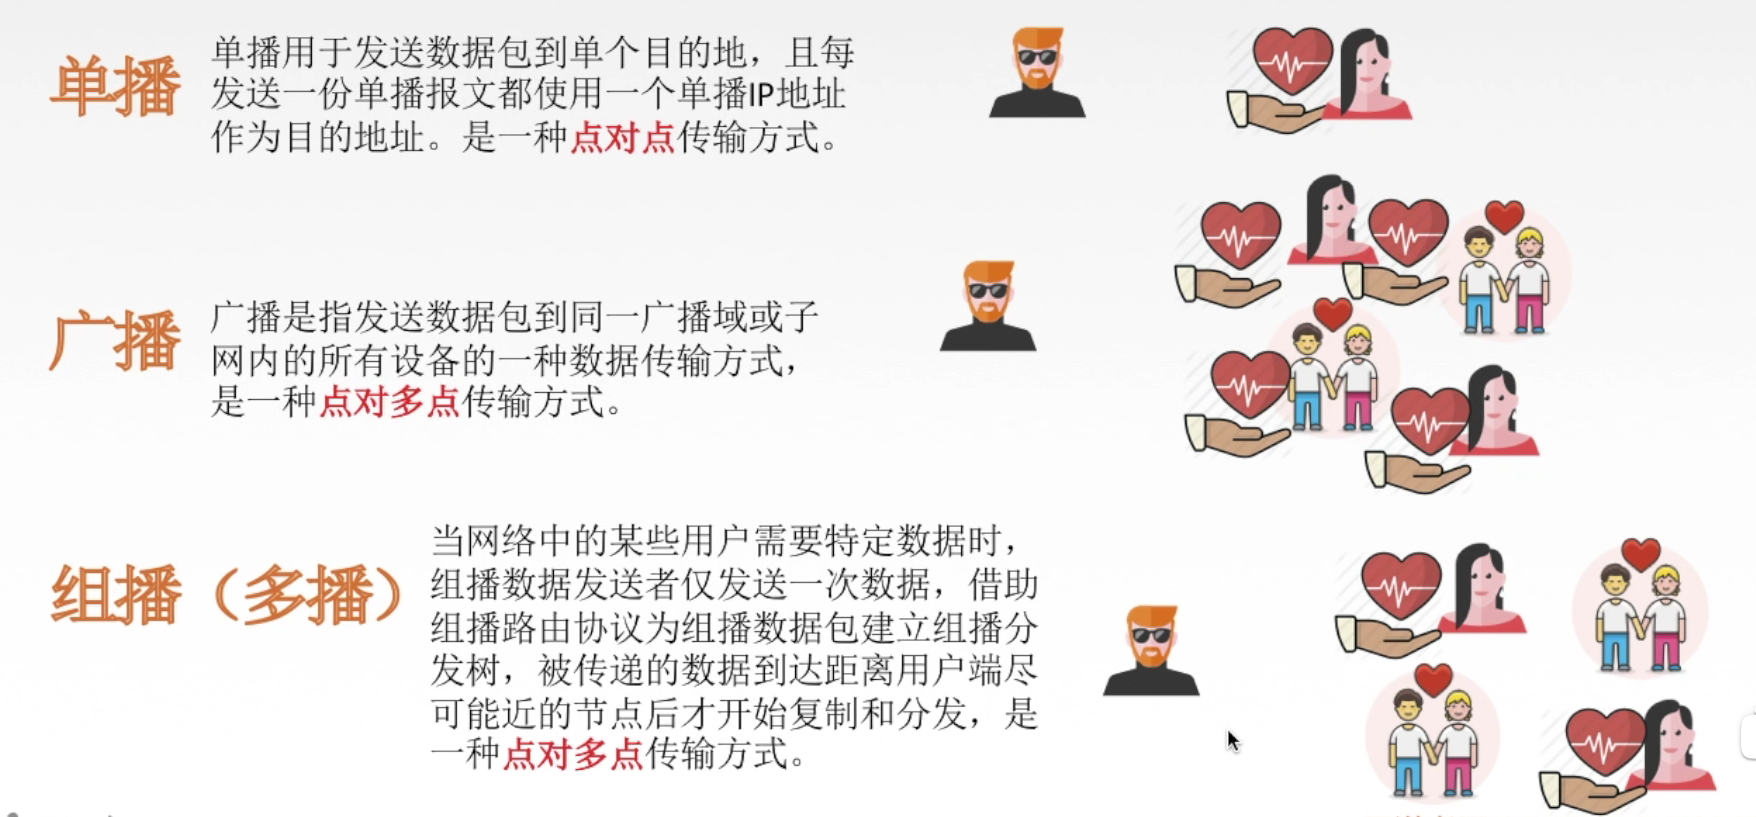 单播
单播用于发送数据包到单个目的地，且每
发送一份单播报文都使用一个单播IP地址
作为目的地址。是一种点对点传输方式。
广播
广播是指发送数据包到同一广播域或子
网内的所有设备的一种数据传输方式，
是一种点对多点传输方式。
组播（多播）
当网络中的某些用户需要特定数据时，
组播数据发送者仅发送一次数据，借助
组播路由协议为组播数据包建立组播分
发树，被传递的数据到达距离用户端尽
可能近的节点后才开始复制和分发，是
一种点对多点传输方式。